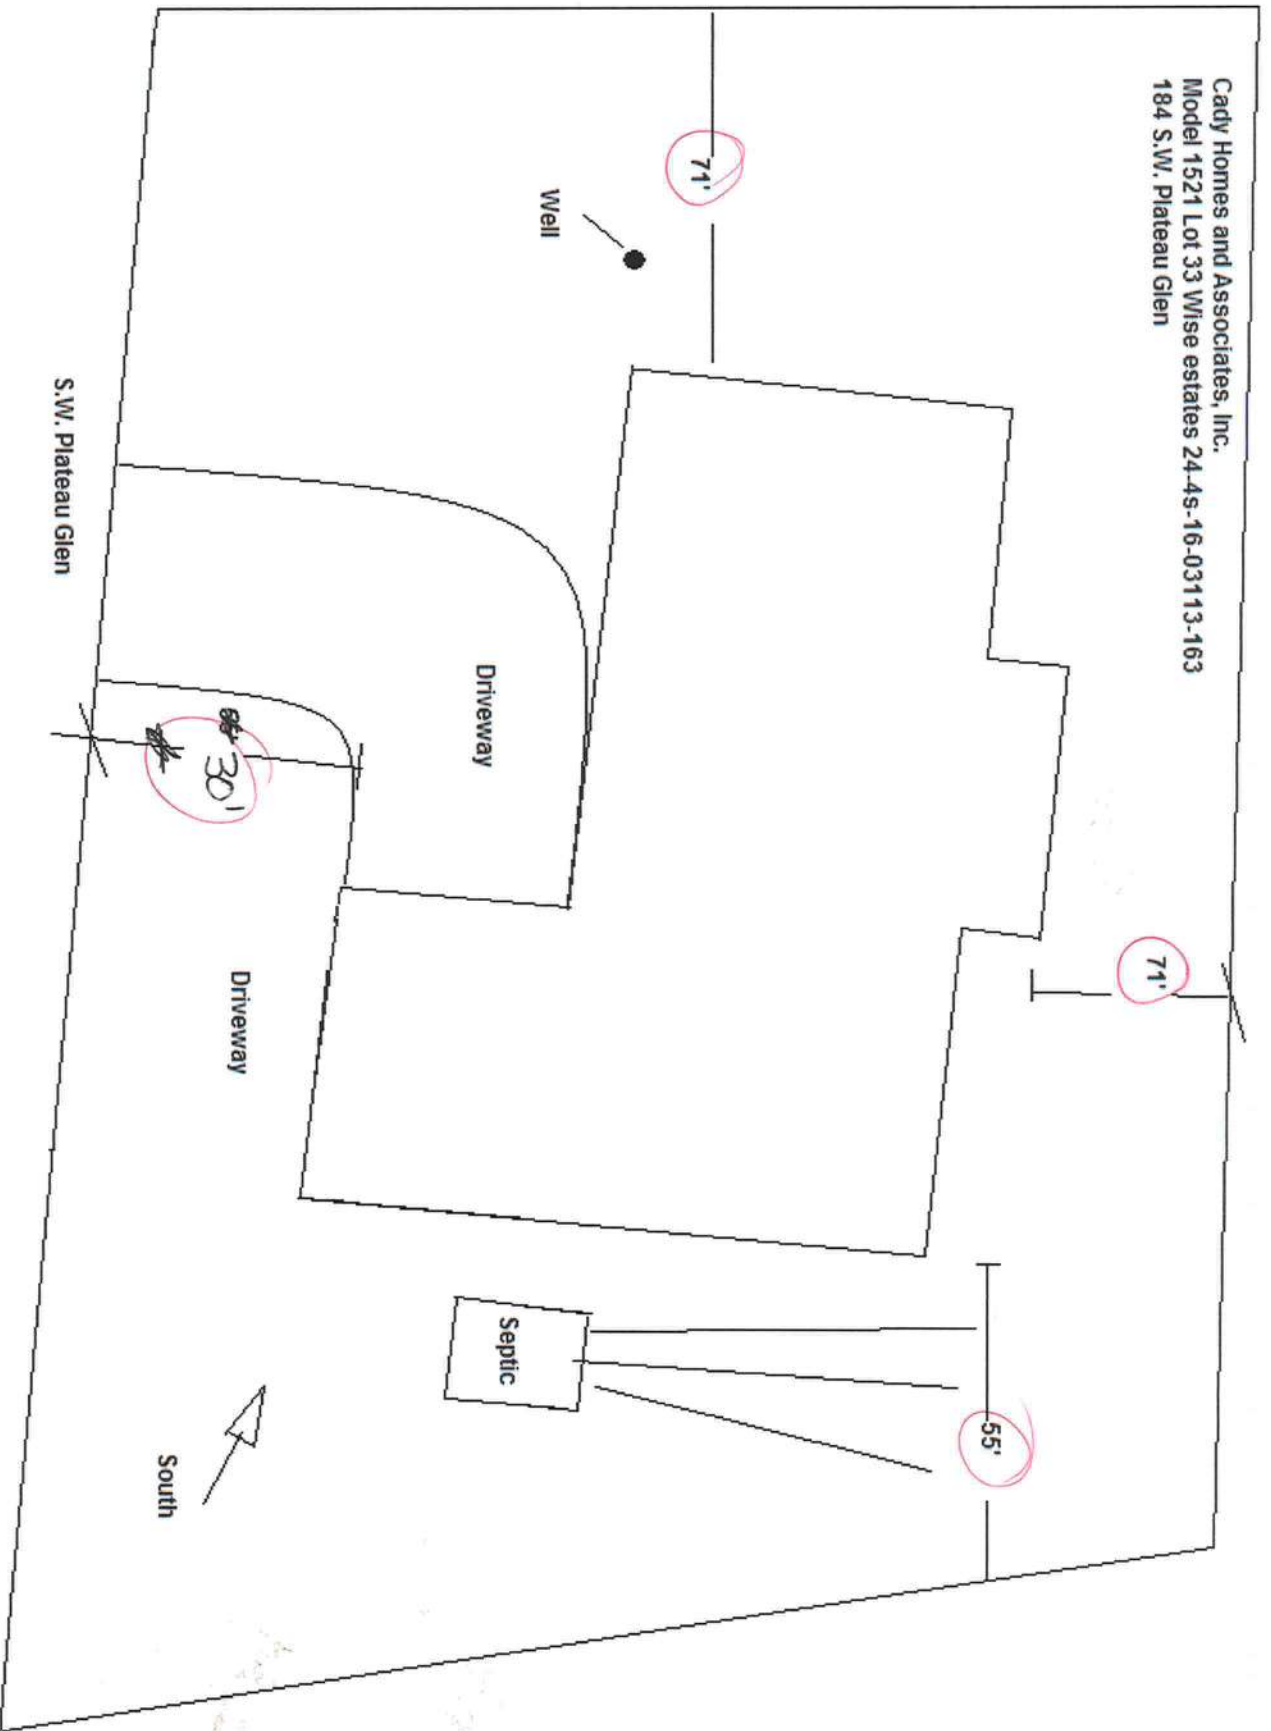 Cady Homes and Associates, Inc.
Model 1521 Lot 33 Wise estates 24-4s-16-03113-163
184 S.W. Plateau Glen
71'
71'
Well
Driveway
Driveway
30'
55'
Septic
South
S.W. Plateau Glen